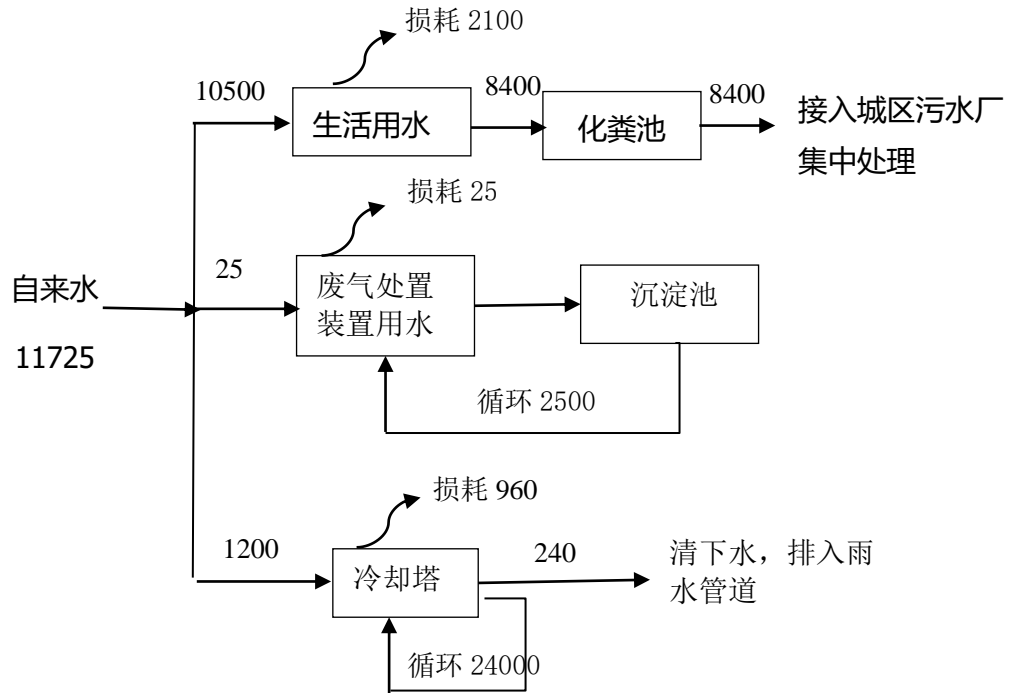 损耗 2100
10500
生活用水
8400
化粪池
8400
接入城区污水厂
集中处理
损耗 25
自来水
11725
25
废气处置
装置用水
沉淀池
循环 2500
损耗 960
1200
冷却塔
240
清下水，排入雨
水管道
循环 24000